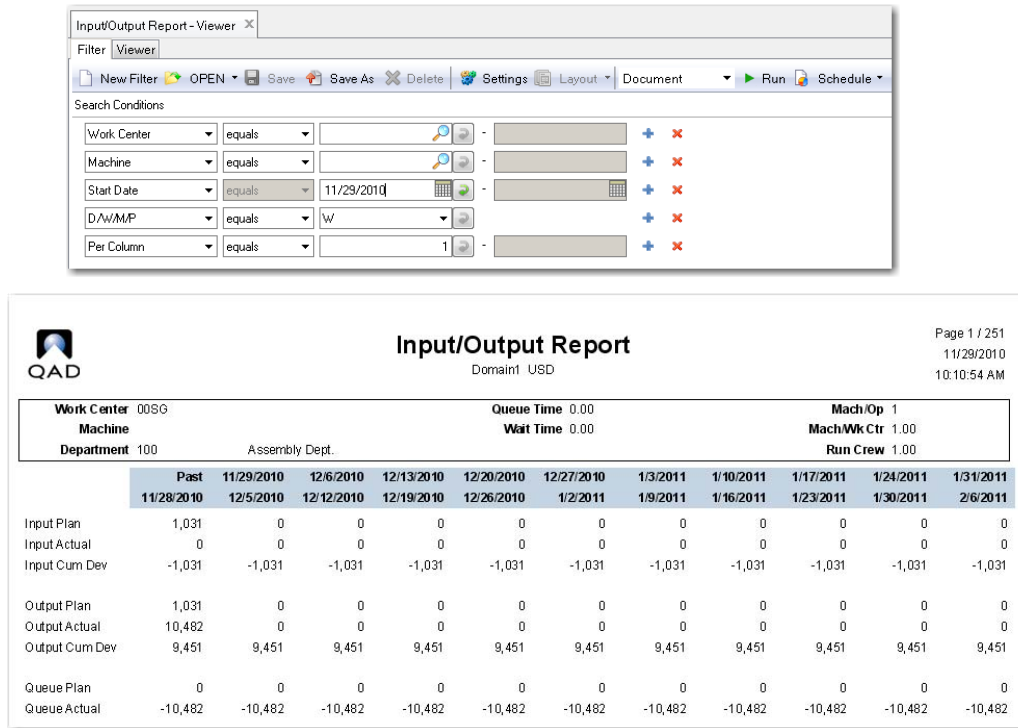 Input/Output Report - Viewer
Filter Viewer
New Filter OPEN Save Save As Delete Settings Layout Document Run Schedule
Search Conditions
Work Center equals -
Machine equals -
Start Date equals 11/29/2010 -
D/W/M/P equals W
Per Column equals 1 -
QAD
Input/Output Report
Domain1 USD
Page 1 / 251
11/29/2010
10:10:54 AM
Work Center 00SG Queue Time 0.00 Mach/Op 1
Machine Wait Time 0.00 Mach/Wk Ctr 1.00
Department 100 Assembly Dept. Run Crew 1.00
Past 11/29/2010 12/6/2010 12/13/2010 12/20/2010 12/27/2010 1/3/2011 1/10/2011 1/17/2011 1/24/2011 1/31/2011
11/28/2010 12/5/2010 12/12/2010 12/19/2010 12/26/2010 1/2/2011 1/9/2011 1/16/2011 1/23/2011 1/30/2011 2/6/2011
Input Plan 1,031 0 0 0 0 0 0 0 0 0 0
Input Actual 0 0 0 0 0 0 0 0 0 0 0
Input Cum Dev -1,031 -1,031 -1,031 -1,031 -1,031 -1,031 -1,031 -1,031 -1,031 -1,031 -1,031
Output Plan 1,031 0 0 0 0 0 0 0 0 0 0
Output Actual 10,482 0 0 0 0 0 0 0 0 0 0
Output Cum Dev 9,451 9,451 9,451 9,451 9,451 9,451 9,451 9,451 9,451 9,451 9,451
Queue Plan 0 0 0 0 0 0 0 0 0 0 0
Queue Actual -10,482 -10,482 -10,482 -10,482 -10,482 -10,482 -10,482 -10,482 -10,482 -10,482 -10,482